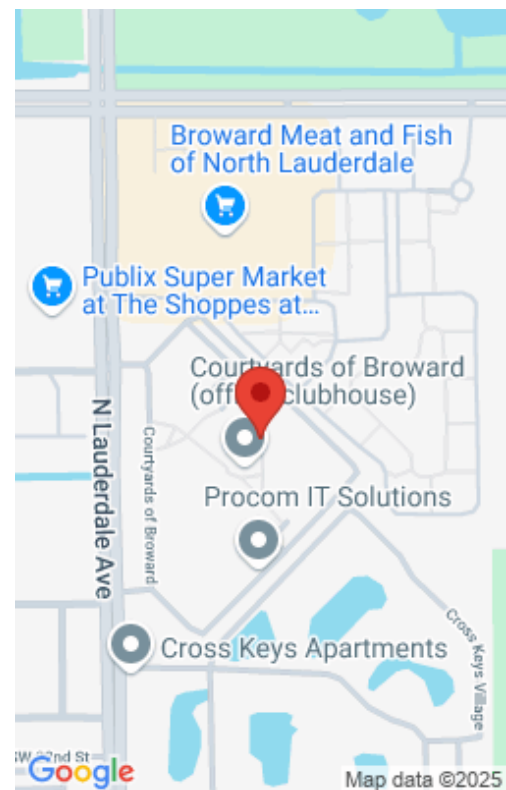 Broward Meat and Fish
of North Lauderdale
Publix Super Market
at The Shoppes at...
Courtyards of Broward
clubhouse)
N Lauderdale Ave
Courtyards of Broward
Procom IT Solutions
Cross Keys Apartments
Cross Keys Village
St
Google
Map data ©2025